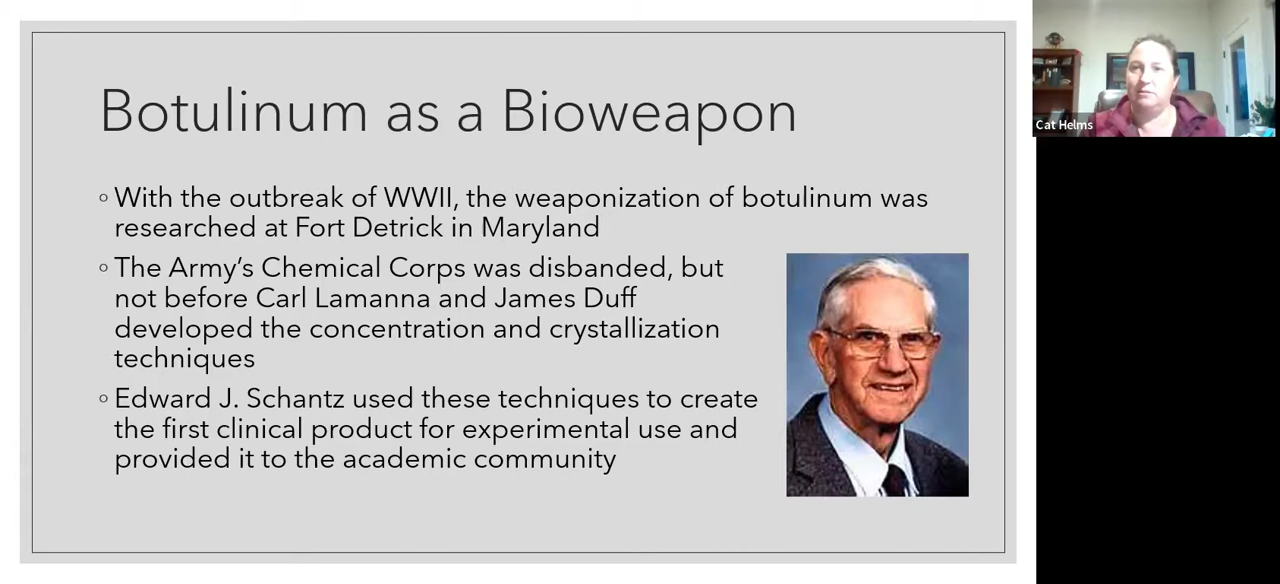 Botulinum as a Bioweapon
◦ With the outbreak of WWII, the weaponization of botulinum was
researched at Fort Detrick in Maryland
◦ The Army’s Chemical Corps was disbanded, but
not before Carl Lamanna and James Duff
developed the concentration and crystallization
techniques
◦ Edward J. Schantz used these techniques to create
the first clinical product for experimental use and
provided it to the academic community
Cat Helms